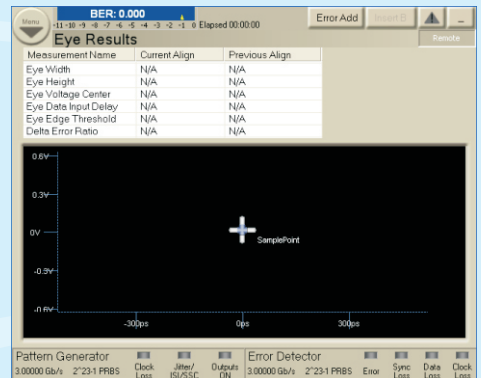 Menu
BER: 0.000
-11 -10 -9 -8 -7 -6 -5 -4 -3 -2 -1 0 Elapsed 00:00:00
Error Add
Insert B
Remote
Eye Results
Measurement Name Current Align Previous Align
Eye Width N/A N/A
Eye Height N/A N/A
Eye Voltage Center N/A N/A
Eye Data Input Delay N/A N/A
Eye Edge Threshold N/A N/A
Delta Error Ratio N/A N/A
0.6V
0.3V
0V
-0.3V
-0.6V
SamplePoint
-300ps 0ps 300ps
Pattern Generator
3.00000 Gb/s 2^23-1 PRBS
Clock Loss
Jitter/ ISI/SSC
Outputs ON
Error Detector
3.00000 Gb/s 2^23-1 PRBS
Error
Sync Loss
Data Loss
Clock Loss